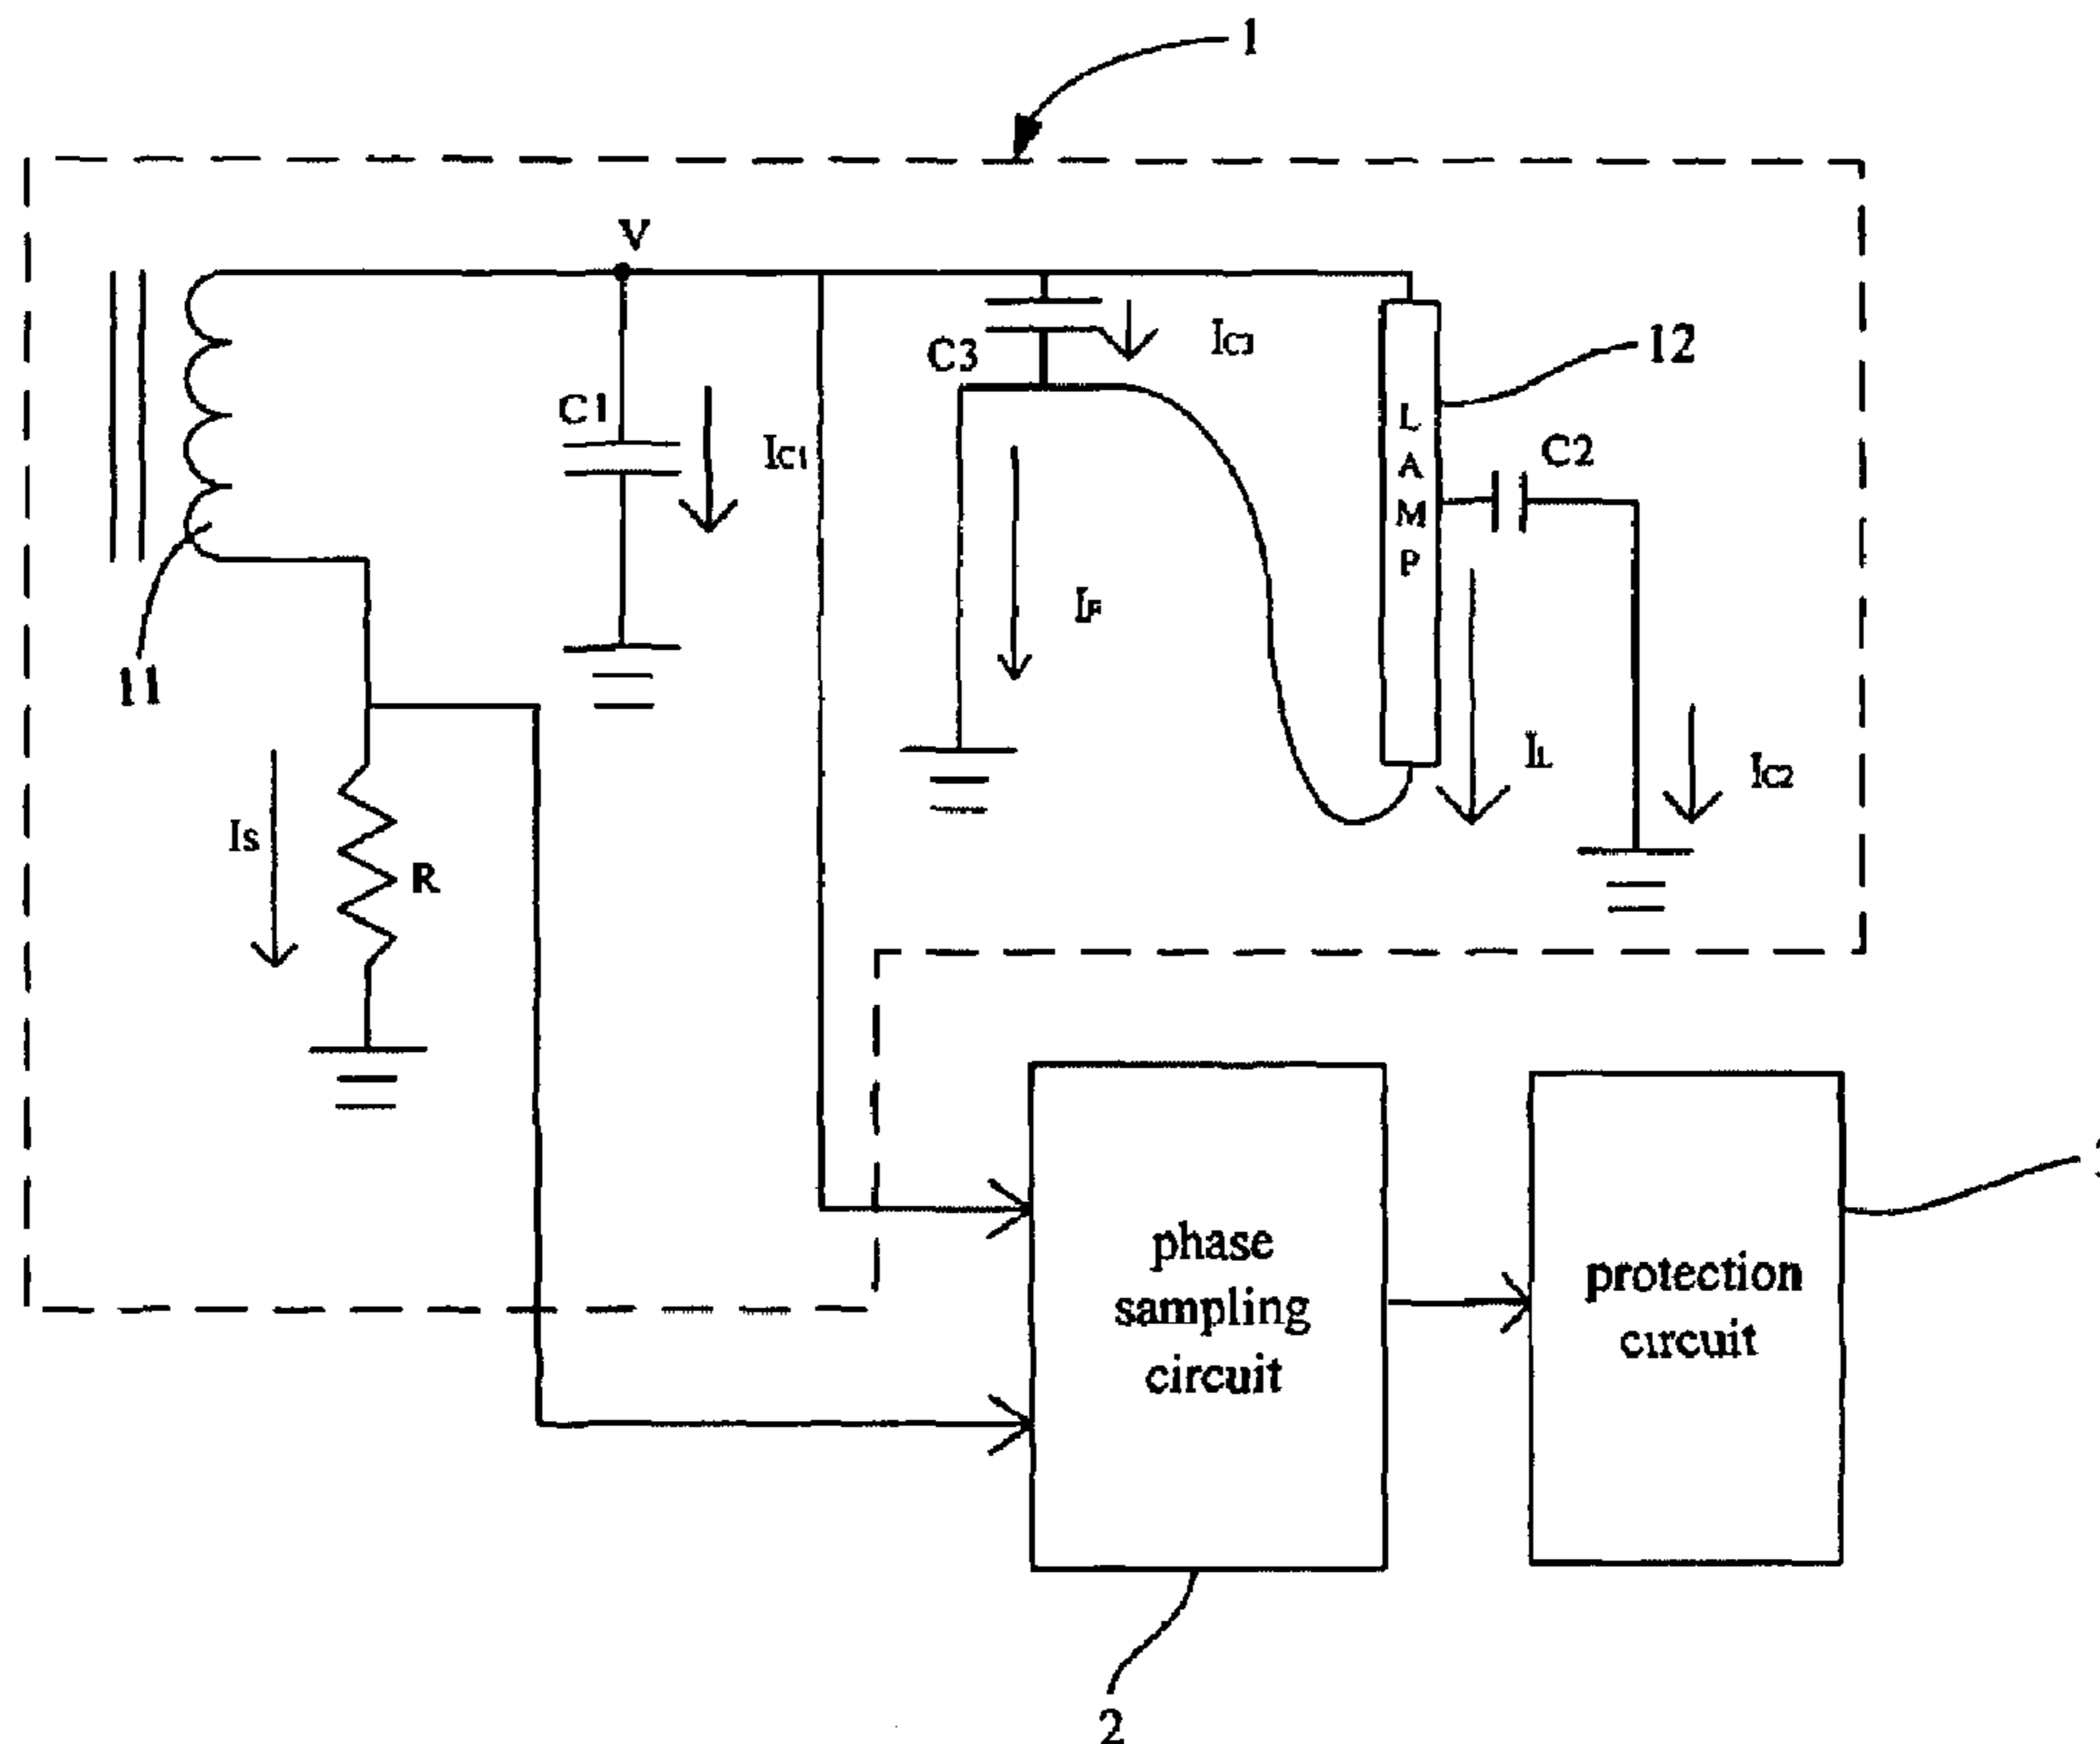 1
V
C3
IC3
12
C1
IC1
L
A
M
P
C2
IF
11
IL
IC2
IS
R
phase
sampling
circuit
protection
circuit
2